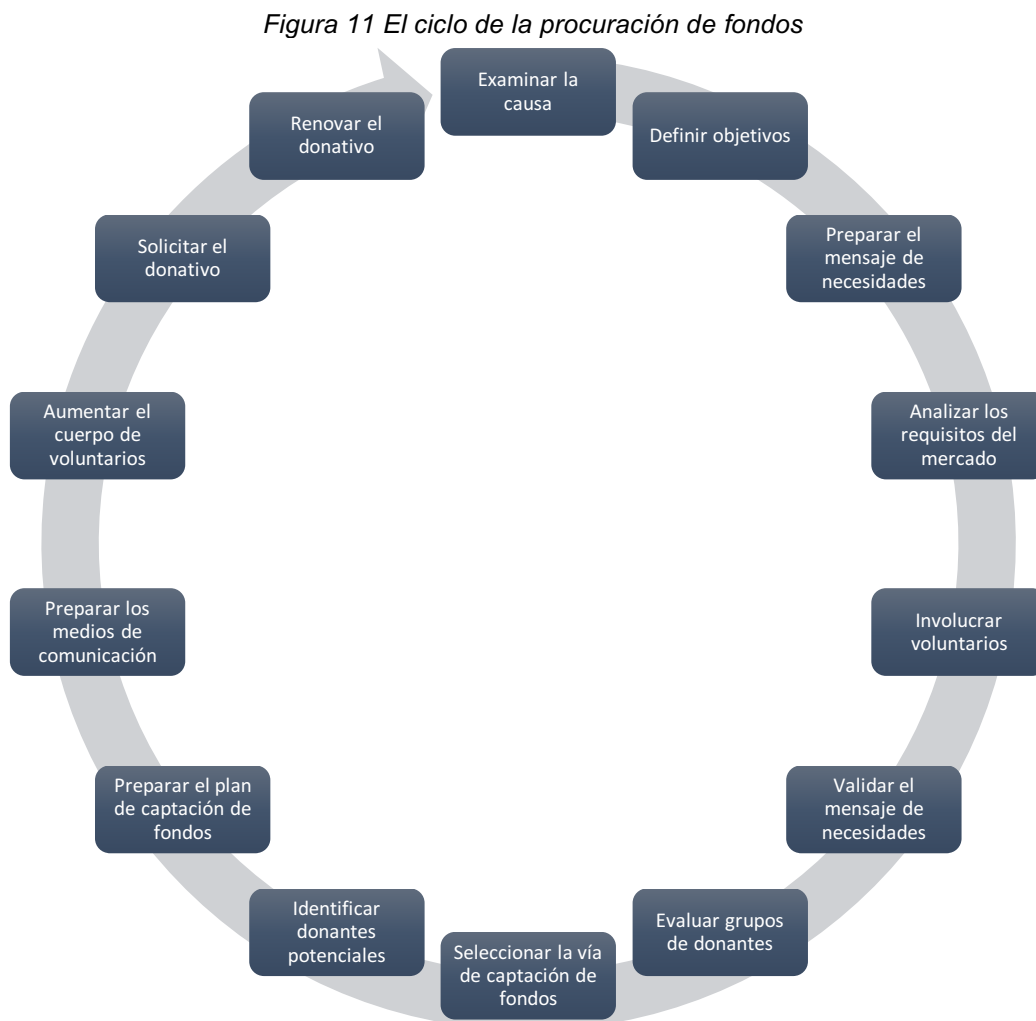 Figura 11 El ciclo de la procuración de fondos
Examinar la
causa
Definir objetivos
Preparar el
mensaje de
necesidades
Analizar los
requisitos del
mercado
Involucrar
voluntarios
Validar el
mensaje de
necesidades
Evaluar grupos
de donantes
Seleccionar la vía
de captación de
fondos
Identificar
donantes
potenciales
Preparar el plan
de captación de
fondos
Preparar los
medios de
comunicación
Aumentar el
cuerpo de
voluntarios
Solicitar el
donativo
Renovar el
donativo